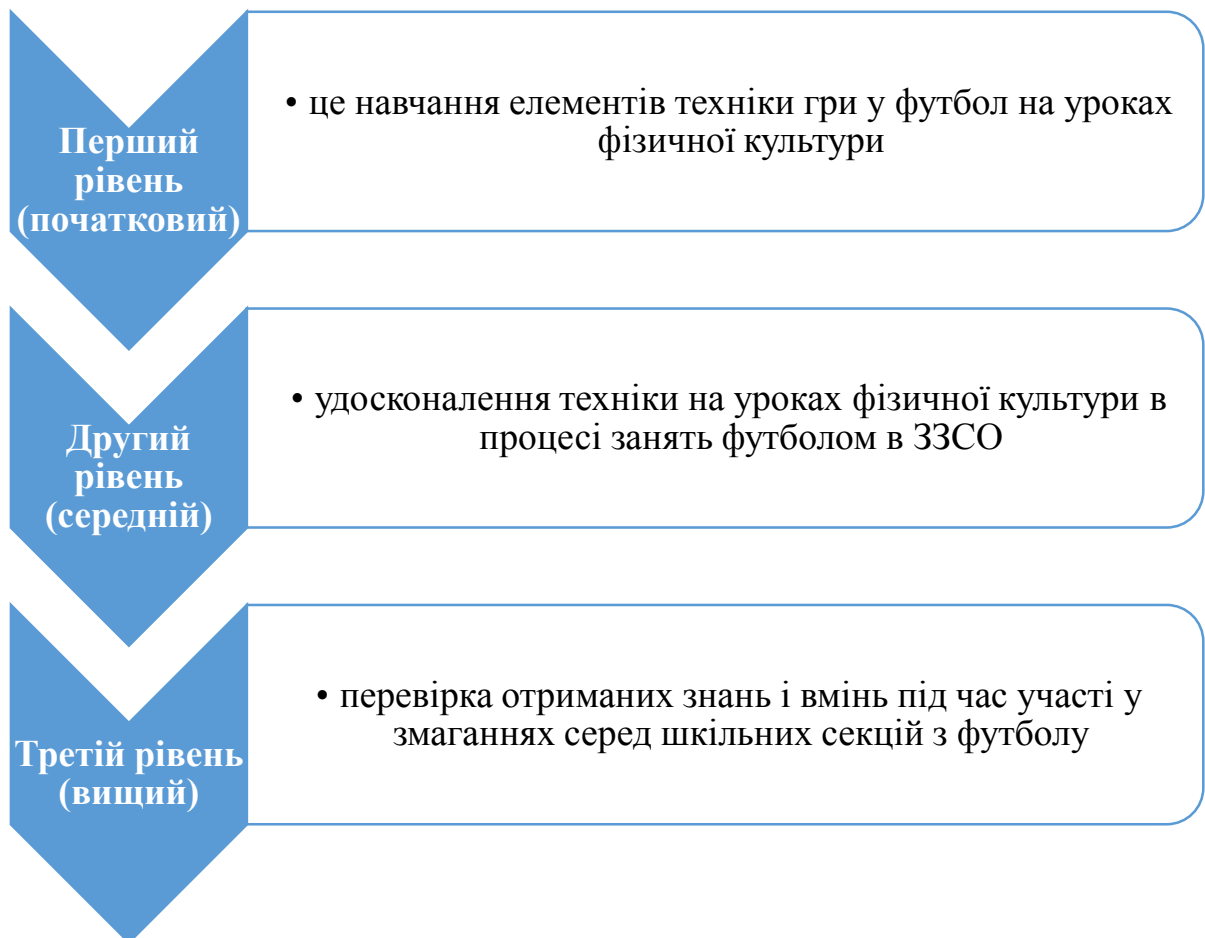 Перший
рівень
(початковий)
• це навчання елементів техніки гри у футбол на уроках
фізичної культури
Другий
рівень
(середній)
• удосконалення техніки на уроках фізичної культури в
процесі занять футболом в ЗЗСО
Третій рівень
(вищий)
• перевірка отриманих знань і вмінь під час участі у
змаганнях серед шкільних секцій з футболу